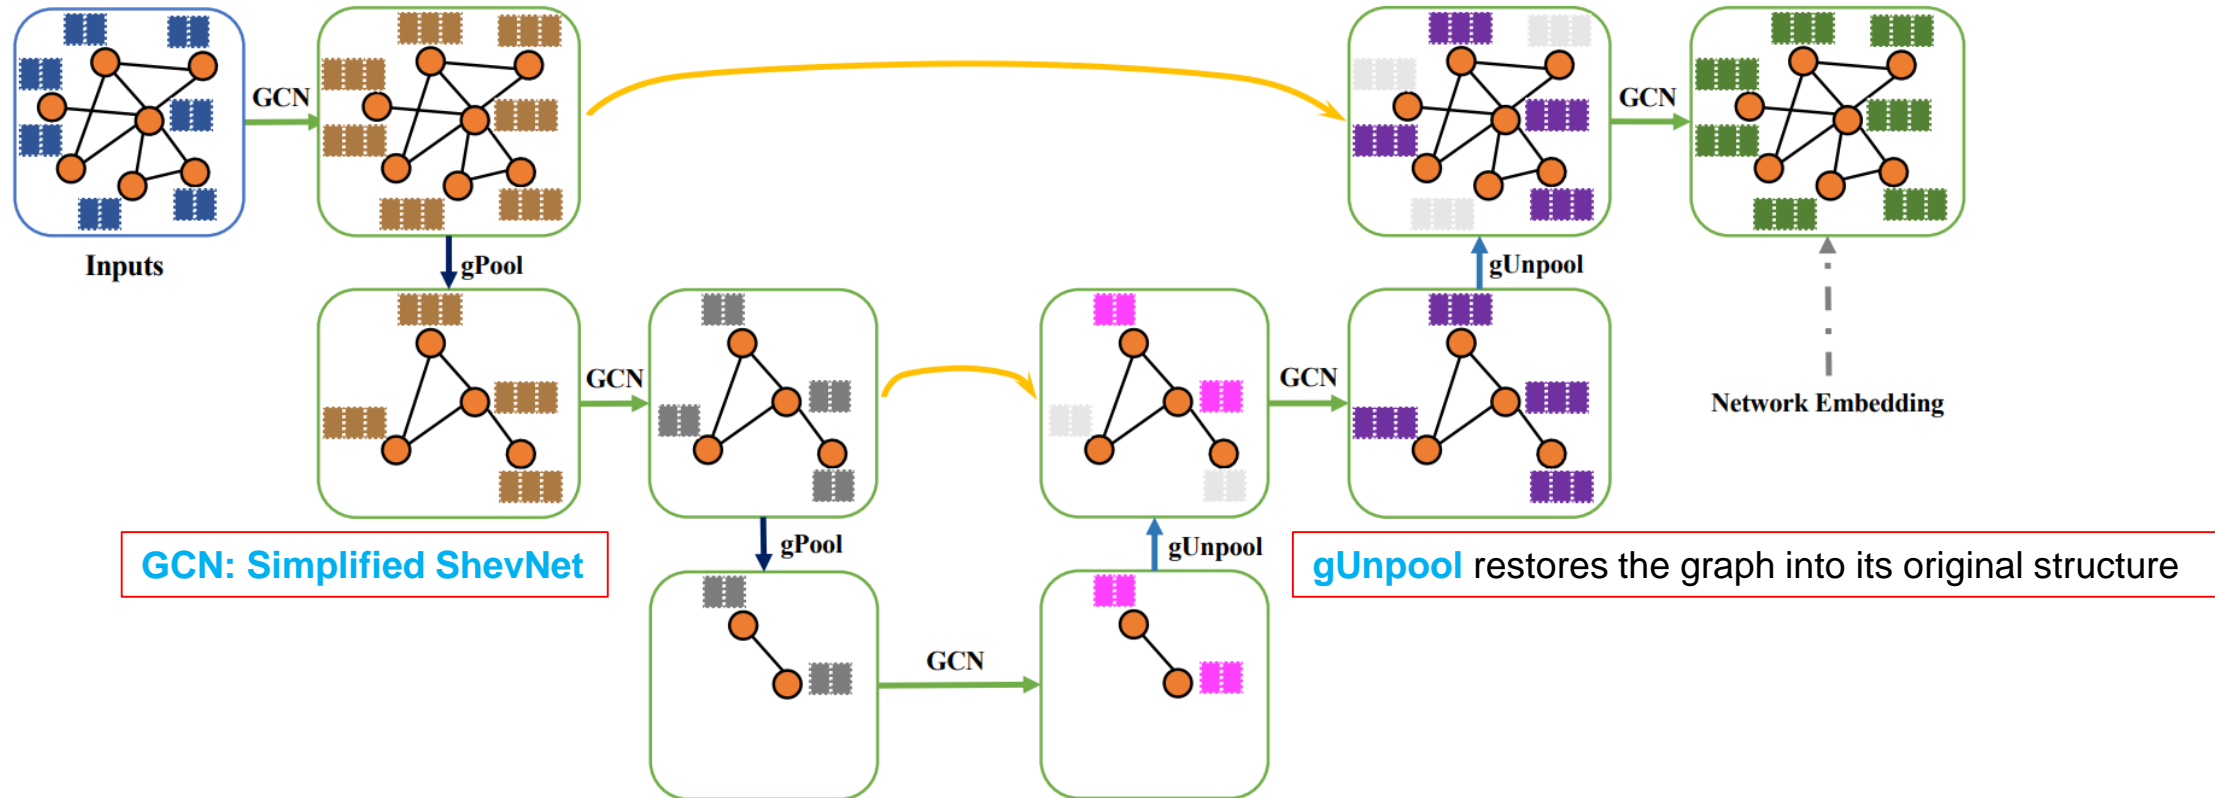 GCN
GCN
Inputs
gPool
gUnpool
GCN
GCN
Network Embedding
gPool
gUnpool
GCN: Simplified ShevNet
gUnpool restores the graph into its original structure
GCN